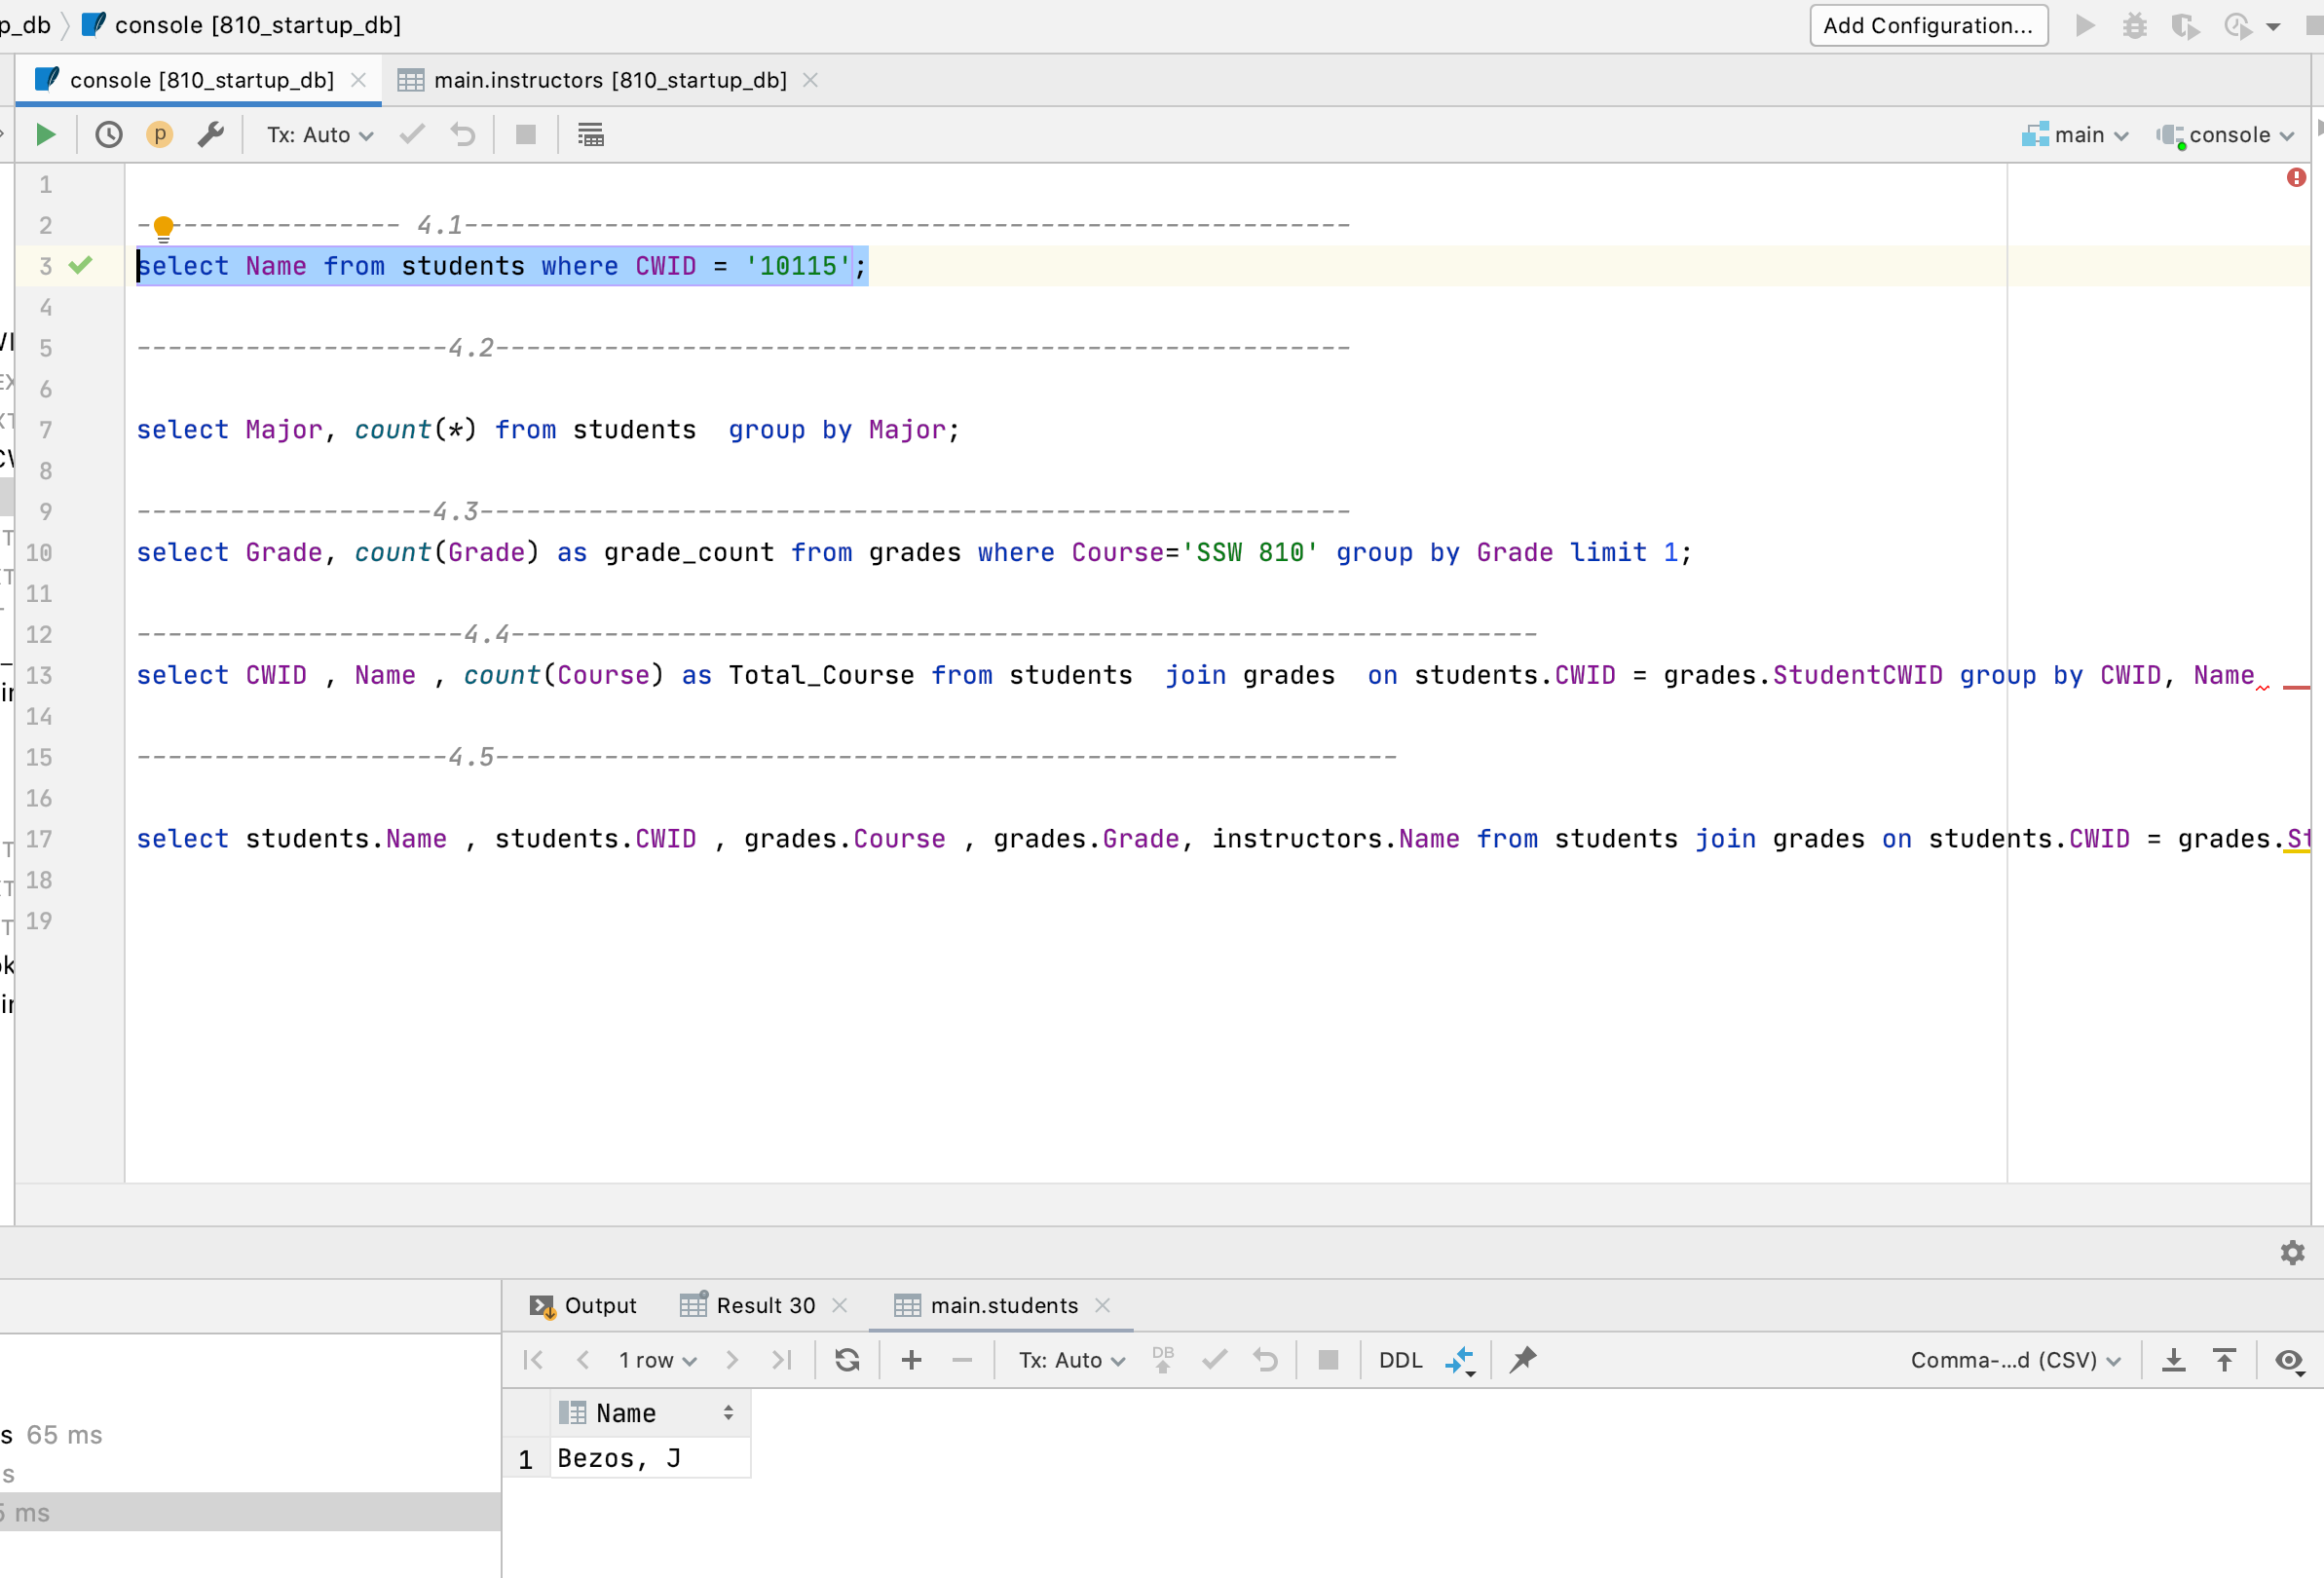 p_db console [810_startup_db] Add Configuration...
console [810_startup_db] main.instructors [810_startup_db]
Tx: Auto main console
1
2 ----------------- 4.1---------------------------------------------------------
3 select Name from students where CWID = '10115';
4
5 --------------------4.2-------------------------------------------------------
6
7 select Major, count(*) from students  group by Major;
8
9 -------------------4.3--------------------------------------------------------
10 select Grade, count(Grade) as grade_count from grades where Course='SSW 810' group by Grade limit 1;
11
12 ---------------------4.4------------------------------------------------------------------
13 select CWID , Name , count(Course) as Total_Course from students  join grades  on students.CWID = grades.StudentCWID group by CWID, Name
14
15 --------------------4.5----------------------------------------------------------
16
17 select students.Name , students.CWID , grades.Course , grades.Grade, instructors.Name from students join grades on students.CWID = grades.St
18
19
Output Result 30 main.students
1 row Tx: Auto DB DDL Comma-...d (CSV)
Name
1 Bezos, J
s 65 ms
s
ms